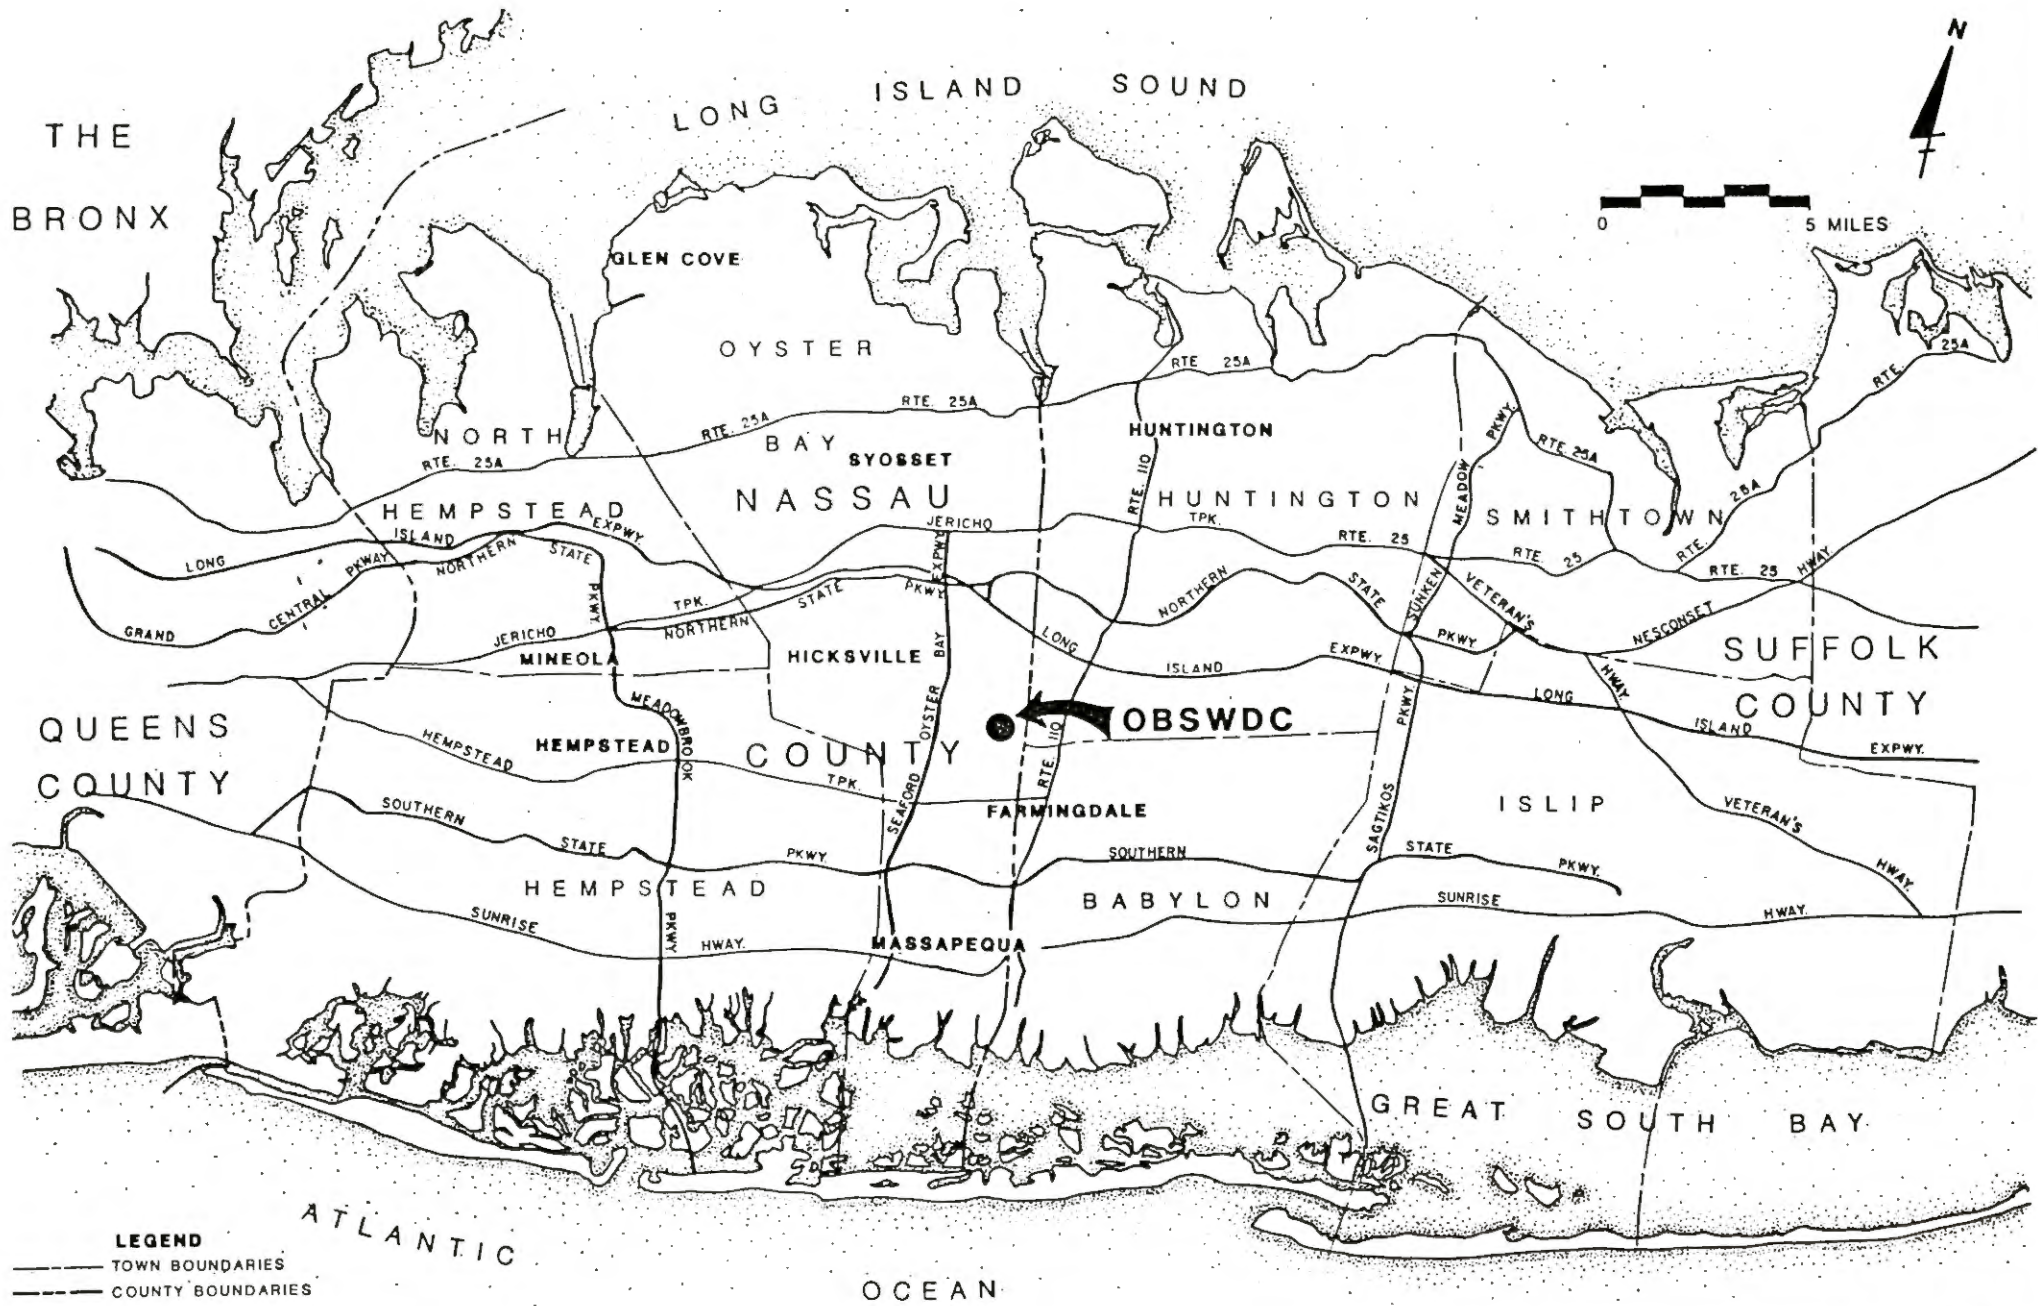 N
LONG ISLAND SOUND
THE
BRONX
0 5 MILES
GLEN COVE
OYSTER
BAY
RTE. 25A
RTE. 25A
RTE. 25A
RTE. 25A
RTE. 25A
RTE. 25A
RTE. 25A
NORTH
HEMPSTEAD
SYOSSET
NASSAU
COUNTY
HUNTINGTON
HUNTINGTON
SMITHTOWN
RTE. 110
MEADOW
PKWY.
SUNKEN
JERICHO
TPK.
RTE. 25
RTE. 25
RTE. 25
LONG
ISLAND
EXPWY.
GRAND
CENTRAL
PKWAY
NORTHERN
STATE
PKWY.
JERICHO
TPK.
NORTHERN
STATE
PKWY.
EXPWY.
NORTHERN
STATE
PKWY.
VETERAN'S
HWAY.
NESCONSET
HWAY.
SUFFOLK
COUNTY
MINEOLA
HICKSVILLE
BAY
OYSTER
SEAFORD
LONG
ISLAND
EXPWY.
LONG
ISLAND
EXPWY.
OBSWDC
QUEENS
COUNTY
HEMPSTEAD
MEADOWBROOK
PKWY.
HEMPSTEAD
TPK.
RTE. 110
FARMINGDALE
PKWY.
SAGTIKOS
ISLIP
VETERAN'S
HWAY.
SOUTHERN
STATE
PKWY.
SOUTHERN
STATE
PKWY.
HEMPSTEAD
BABYLON
SUNRISE
HWAY.
MASSAPEQUA
SUNRISE
HWAY.
GREAT SOUTH BAY
ATLANTIC
OCEAN
LEGEND
TOWN BOUNDARIES
COUNTY BOUNDARIES